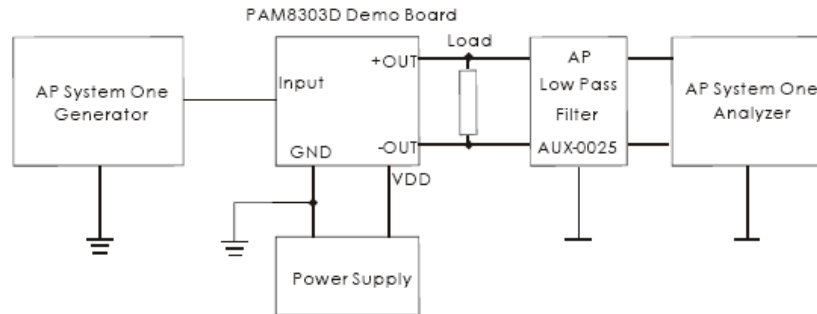 PAM8303D Demo Board
AP System One
Generator
Input
+OUT
-OUT
GND
VDD
Load
AP
Low Pass
Filter
AUX-0025
AP System One
Analyzer
Power Supply